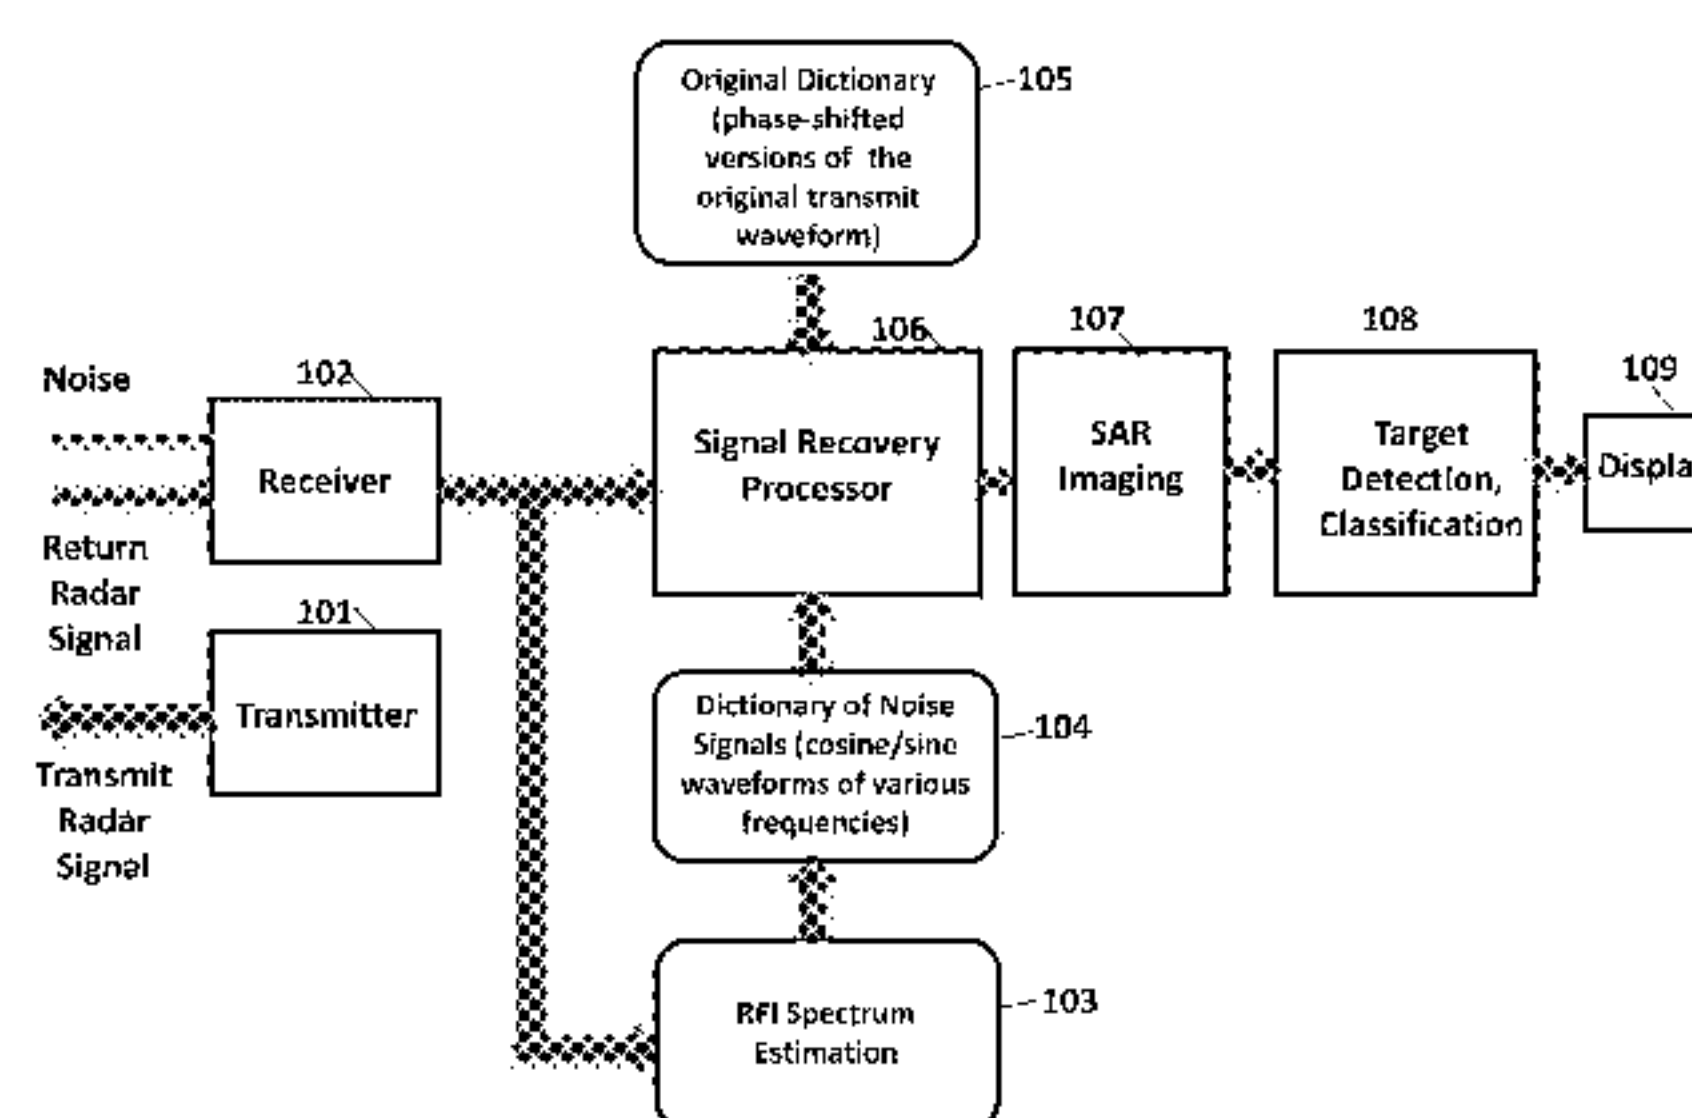 Original Dictionary
(phase-shifted
versions of the
original transmit
waveform)
105
106
107
108
109
Noise
102
Receiver
Signal Recovery
Processor
SAR
Imaging
Target
Detection,
Classification
Displa
Return
Radar
Signal
101
Transmitter
Transmit
Radar
Signal
Dictionary of Noise
Signals (cosine/sine
waveforms of various
frequencies)
104
RFI Spectrum
Estimation
103